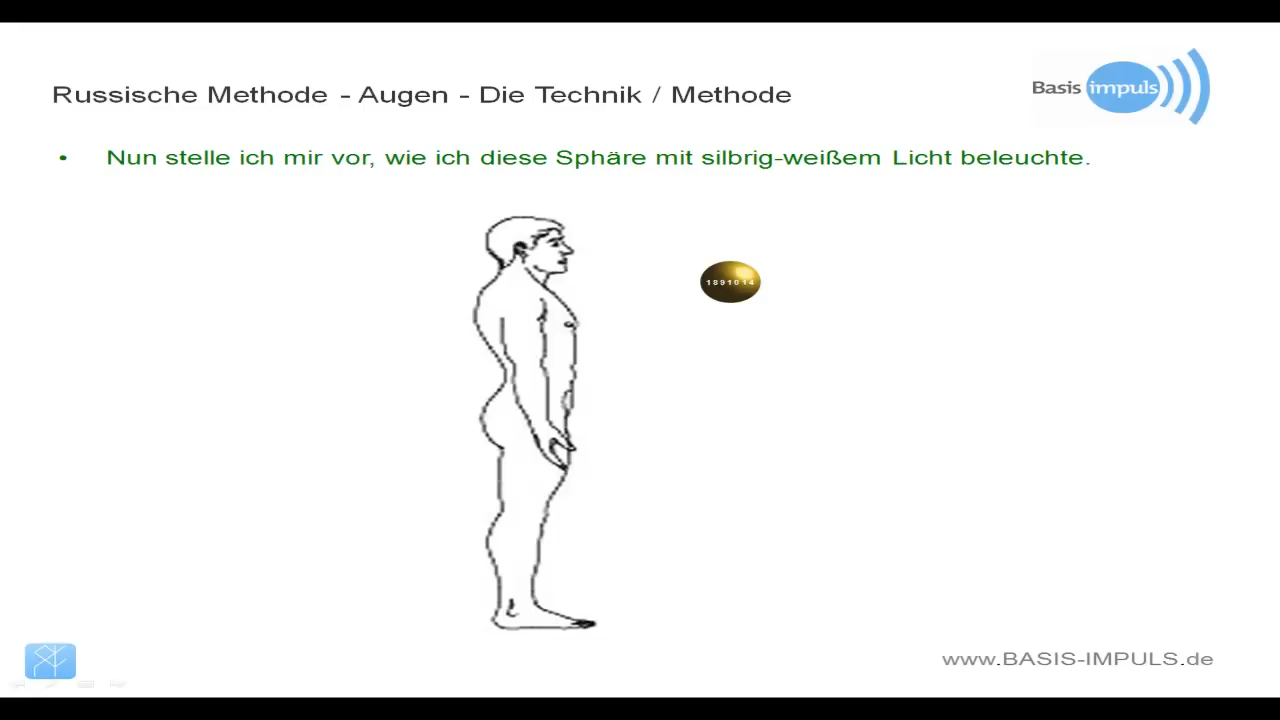 Russische Methode - Augen - Die Technik / Methode
Basis impuls
• Nun stelle ich mir vor, wie ich diese Sphäre mit silbrig-weißem Licht beleuchte.
1891014
www.BASIS-IMPULS.de